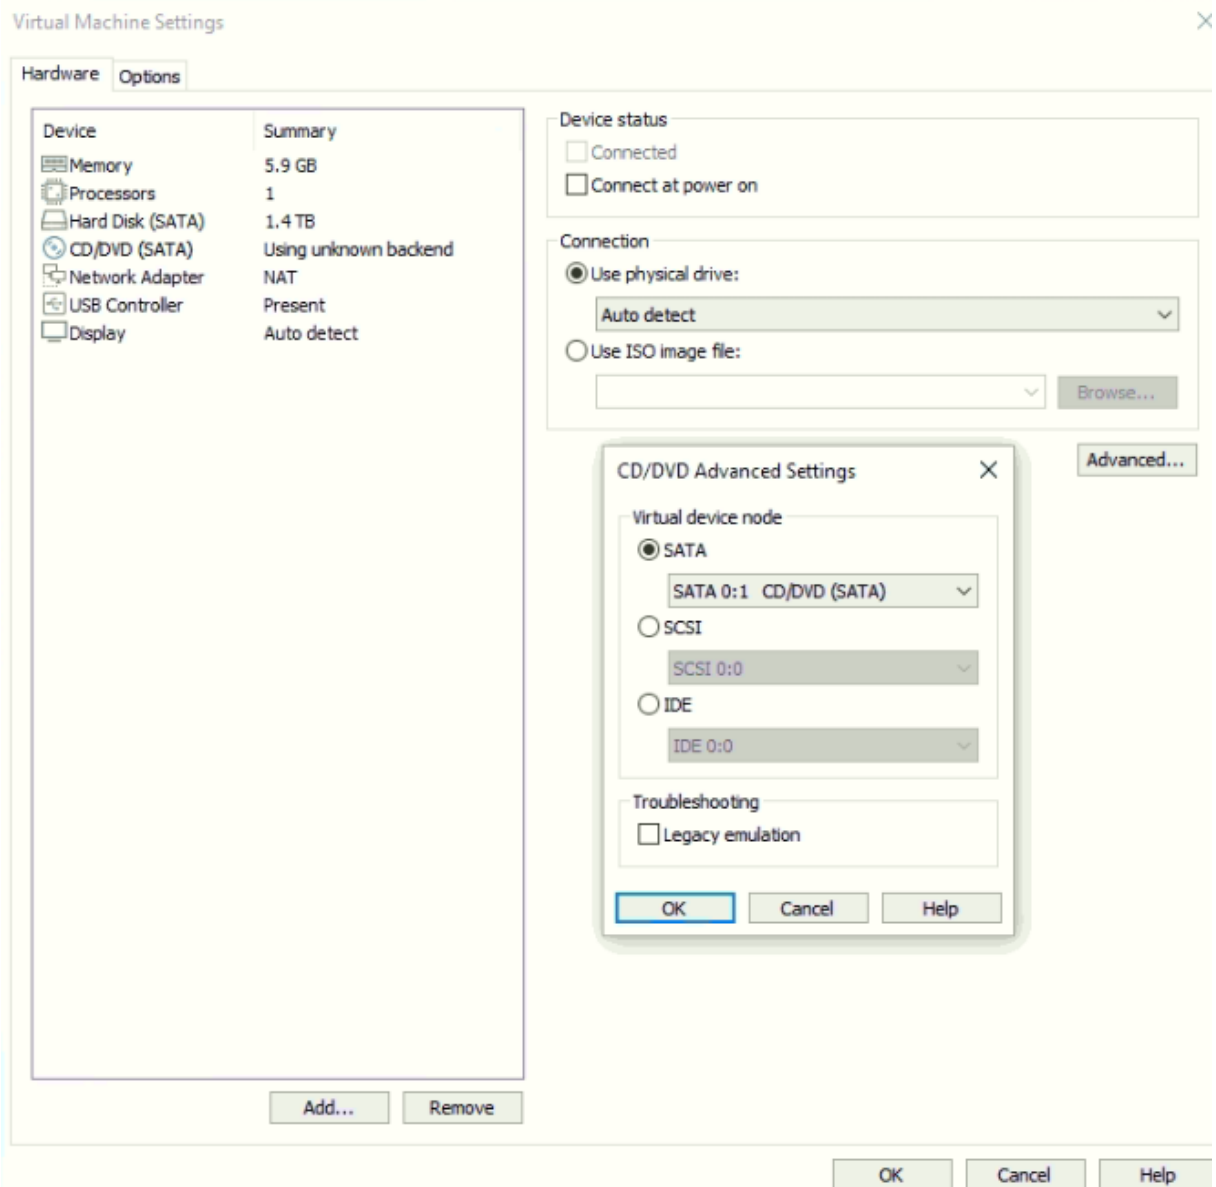 Virtual Machine Settings
Hardware Options
Device Summary
Memory 5.9 GB
Processors 1
Hard Disk (SATA) 1.4 TB
CD/DVD (SATA) Using unknown backend
Network Adapter NAT
USB Controller Present
Display Auto detect
Add... Remove
Device status
Connected
Connect at power on
Connection
Use physical drive:
Auto detect
Use ISO image file:
Browse...
Advanced...
CD/DVD Advanced Settings
Virtual device node
SATA
SATA 0:1 CD/DVD (SATA)
SCSI
SCSI 0:0
IDE
IDE 0:0
Troubleshooting
Legacy emulation
OK Cancel Help
OK Cancel Help